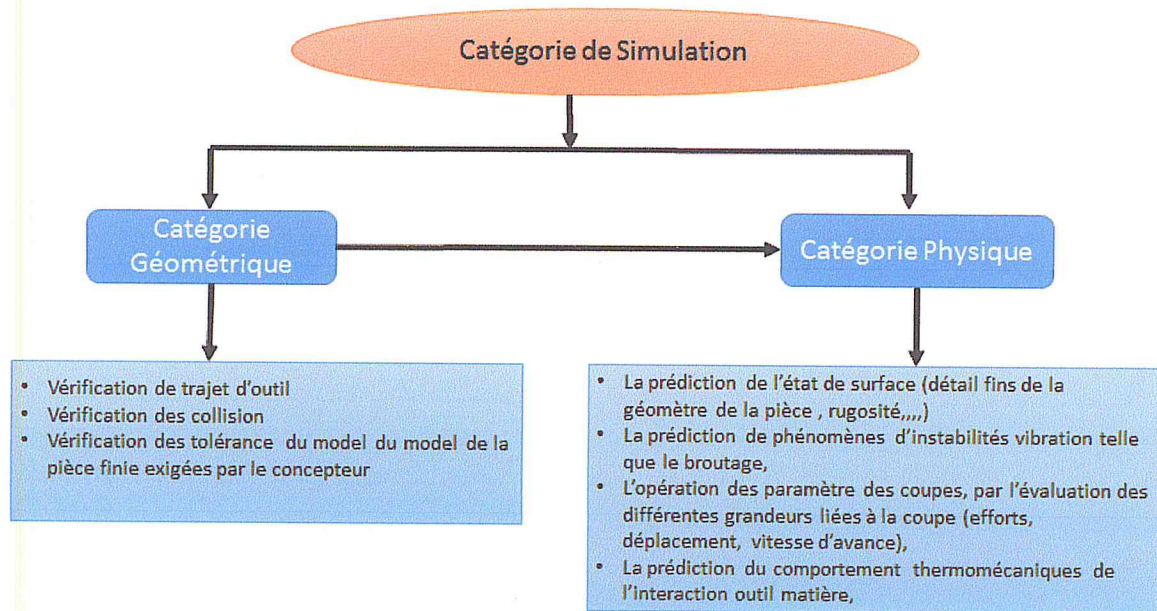 Catégorie de Simulation
Catégorie
Géométrique
Catégorie Physique
• Vérification de trajet d'outil
• Vérification des collision
• Vérification des tolérance du model du model de la
pièce finie exigées par le concepteur
• La prédiction de l'état de surface (détail fins de la
géomètre de la pièce , rugosité,,,,)
• La prédiction de phénomènes d'instabilités vibration telle
que le broutage,
• L'opération des paramètre des coupes, par l'évaluation des
différentes grandeurs liées à la coupe (efforts,
déplacement, vitesse d'avance),
• La prédiction du comportement thermomécaniques de
l'interaction outil matière,